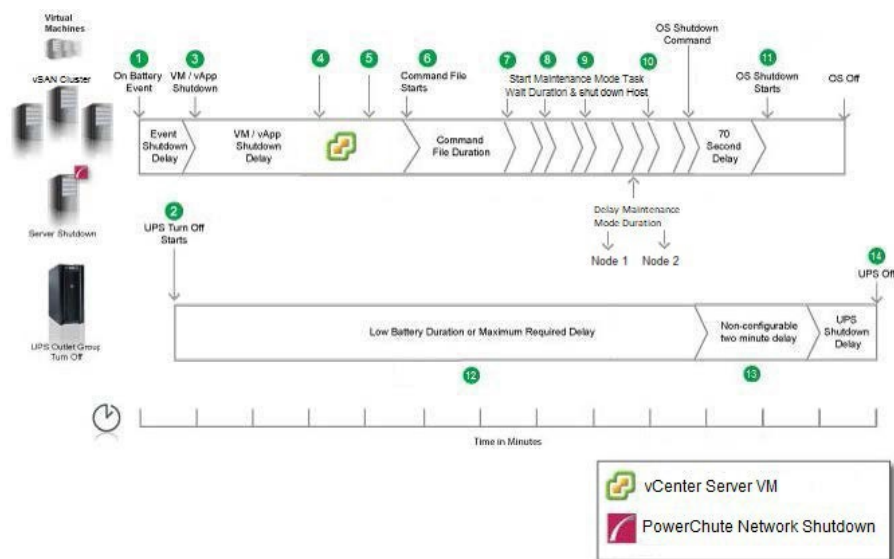 Virtual
Machines
vSAN Cluster
Server Shutdown
UPS Outlet Group
Turn Off
1
On Battery
Event
3
VM / vApp
Shutdown
4
5
6
Command File
Starts
7
8
9
10
Start Maintenance Mode Task
Wait Duration & shut down Host
OS Shutdown
Command
11
OS Shutdown
Starts
OS Off
Event
Shutdown
Delay
VM / vApp
Shutdown
Delay
Command
File Duration
70
Second
Delay
Delay Maintenance
Mode Duration
Node 1
Node 2
2
UPS Turn Off
Starts
14
UPS Off
Low Battery Duration or Maximum Required Delay
Non-configurable
two minute delay
UPS
Shutdown
Delay
12
13
Time in Minutes
vCenter Server VM
PowerChute Network Shutdown